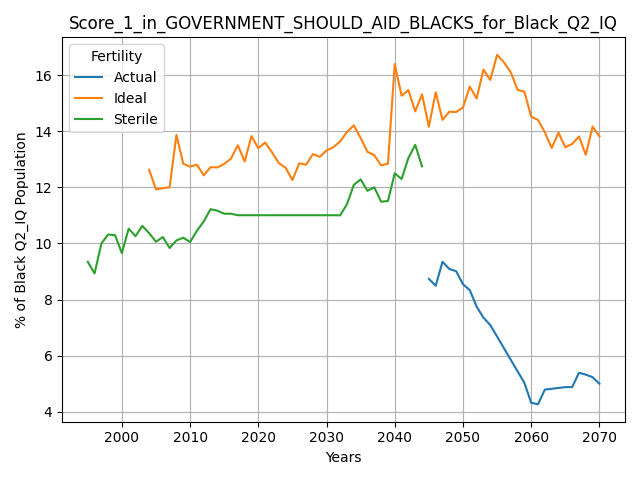 Score_1_in_GOVERNMENT_SHOULD_AID_BLACKS_for_Black_Q2_IQ
Fertility
Actual
Ideal
Sterile
% of Black Q2_IQ Population
16
14
12
10
8
6
4
2000 2010 2020 2030 2040 2050 2060 2070
Years